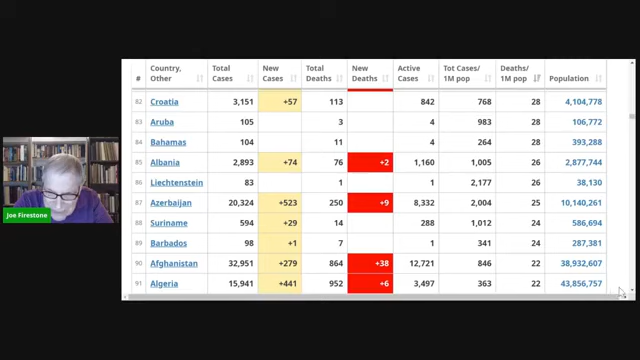 # Country, Other Total Cases New Cases Total Deaths New Deaths Active Cases Tot Cases/ 1M pop Deaths/ 1M pop Population
82 Croatia 3,151 +57 113 842 768 28 4,104,778
83 Aruba 105 3 4 983 28 106,772
84 Bahamas 104 11 4 264 28 393,288
85 Albania 2,893 +74 76 +2 1,160 1,005 26 2,877,744
86 Liechtenstein 83 1 1 2,177 26 38,130
87 Azerbaijan 20,324 +523 250 +9 8,332 2,004 25 10,140,261
88 Suriname 594 +29 14 288 1,012 24 586,694
89 Barbados 98 +1 7 1 341 24 287,381
90 Afghanistan 32,951 +279 864 +38 12,721 846 22 38,932,607
91 Algeria 15,941 +441 952 +6 3,497 363 22 43,856,757
Joe Firestone